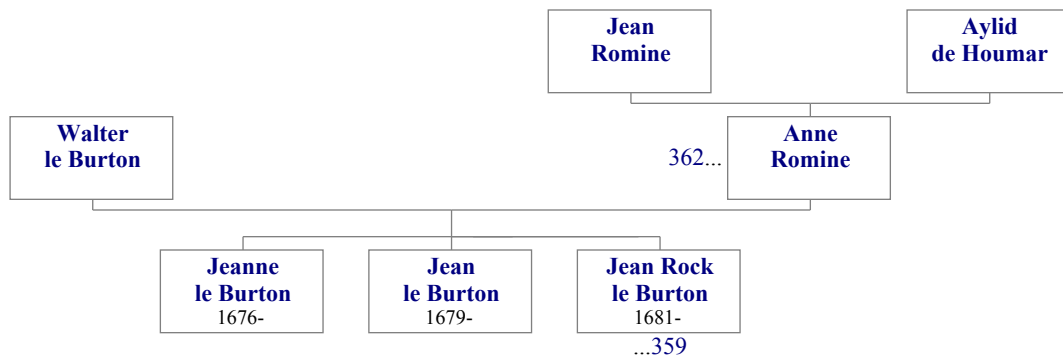 Jean
Romine
Aylid
de Houmar
Walter
le Burton
362...
Anne
Romine
Jeanne
le Burton
1676-
Jean
le Burton
1679-
Jean Rock
le Burton
1681-
...359